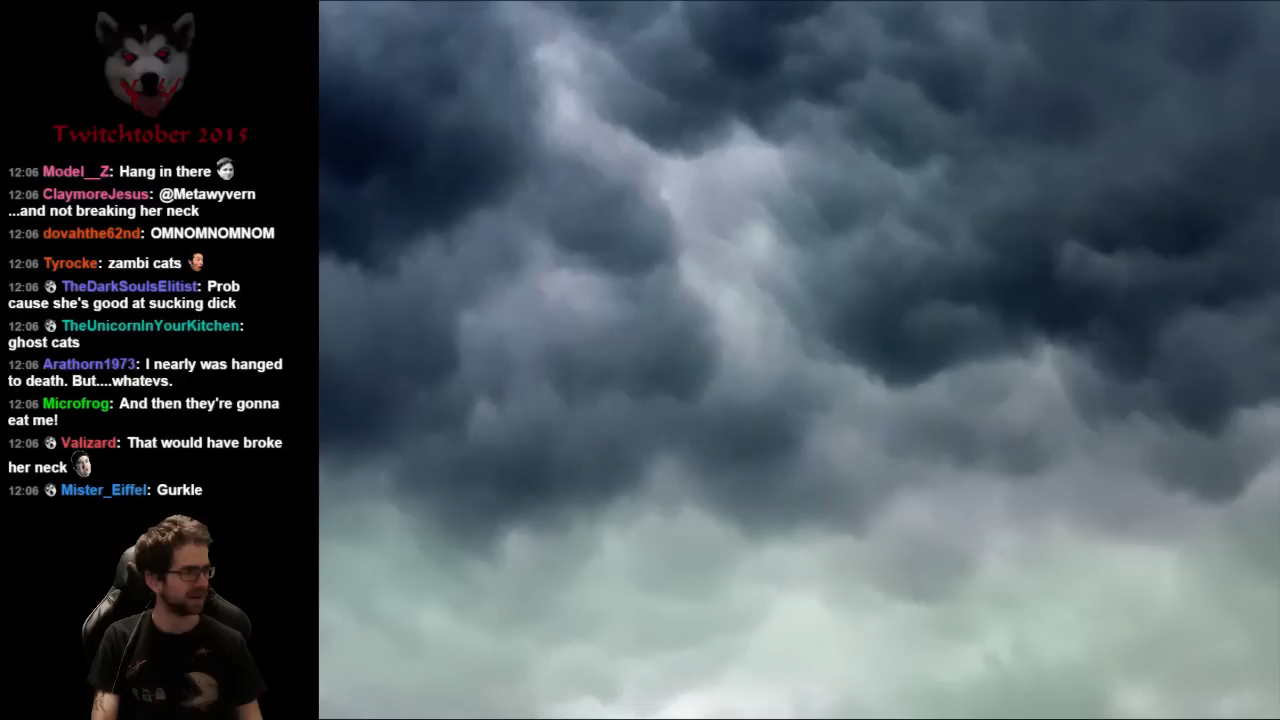 Twitchtober 2015
12:06 Model__Z: Hang in there
12:06 ClaymoreJesus: @Metawyvern
...and not breaking her neck
12:06 dovahthe62nd: OMNOMNOMNOM
12:06 Tyrocke: zambi cats
12:06 TheDarkSoulsElitist: Prob
cause she's good at sucking dick
12:06 TheUnicornInYourKitchen:
ghost cats
12:06 Arathorn1973: I nearly was hanged
to death. But....whatevs.
12:06 Microfrog: And then they're gonna
eat me!
12:06 Valizard: That would have broke
her neck
12:06 Mister_Eiffel: Gurkle